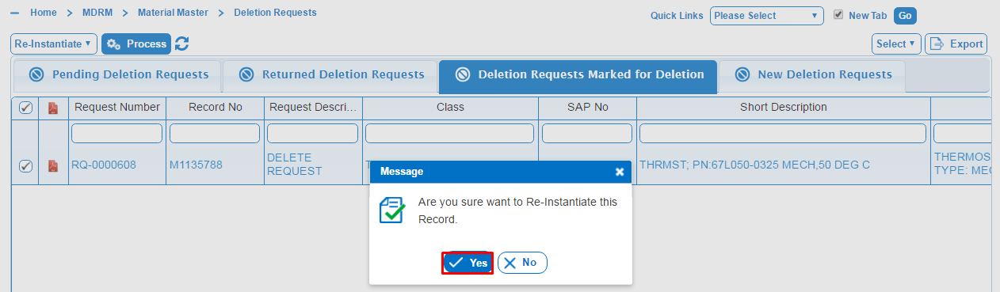 Home > MDRM > Material Master > Deletion Requests
Quick Links Please Select New Tab Go
Re-Instantiate Process Select Export
Pending Deletion Requests Returned Deletion Requests Deletion Requests Marked for Deletion New Deletion Requests
Request Number Record No Request Descri... Class SAP No Short Description
RQ-0000608 M1135788 DELETE REQUEST T THRMST; PN:67L050-0325 MECH,50 DEG C THERMOS
TYPE: MEC
Message
Are you sure want to Re-Instantiate this
Record.
Yes No